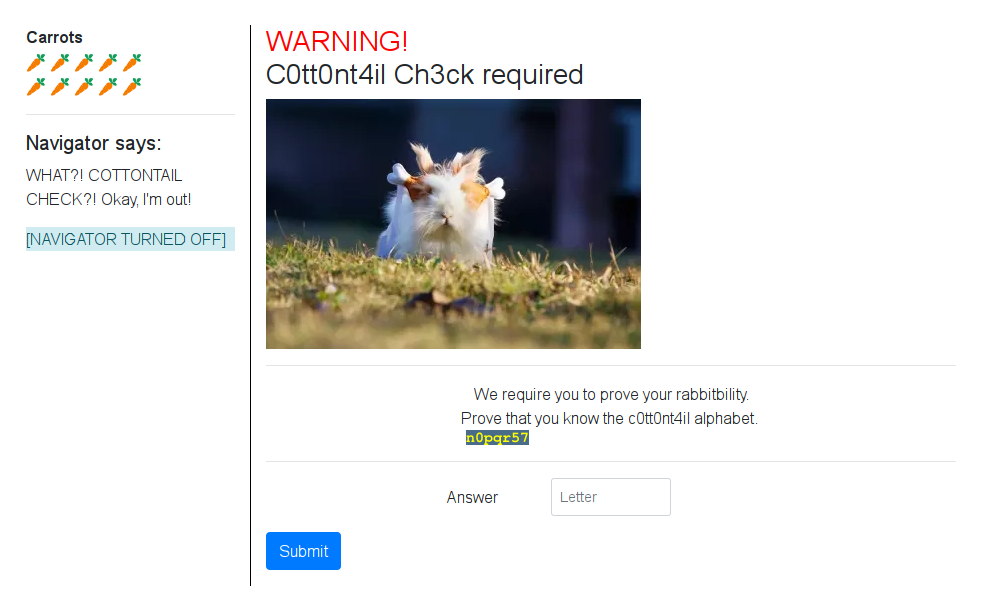 Carrots
Navigator says:
WHAT?! COTTONTAIL
CHECK?! Okay, I'm out!
[NAVIGATOR TURNED OFF]
WARNING!
C0tt0nt4il Ch3ck required
We require you to prove your rabbitbility.
Prove that you know the c0tt0nt4il alphabet.
n0pqr57
Answer
Letter
Submit